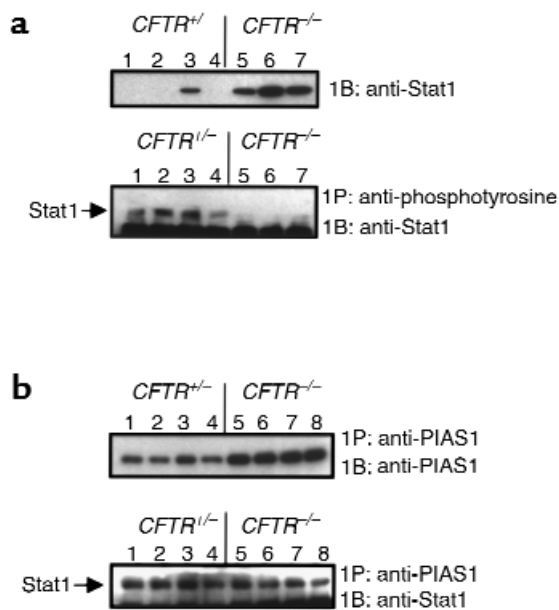 a
CFTR+/ CFTR–/–
1 2 3 4 5 6 7
1B: anti-Stat1
CFTRI/– CFTR–/–
1 2 3 4 5 6 7
1P: anti-phosphotyrosine
Stat1
1B: anti-Stat1
b
CFTR+/– CFTR–/–
1 2 3 4 5 6 7 8
1P: anti-PIAS1
1B: anti-PIAS1
CFTRI/– CFTR–/–
1 2 3 4 5 6 7 8
1P: anti-PIAS1
Stat1
1B: anti-Stat1